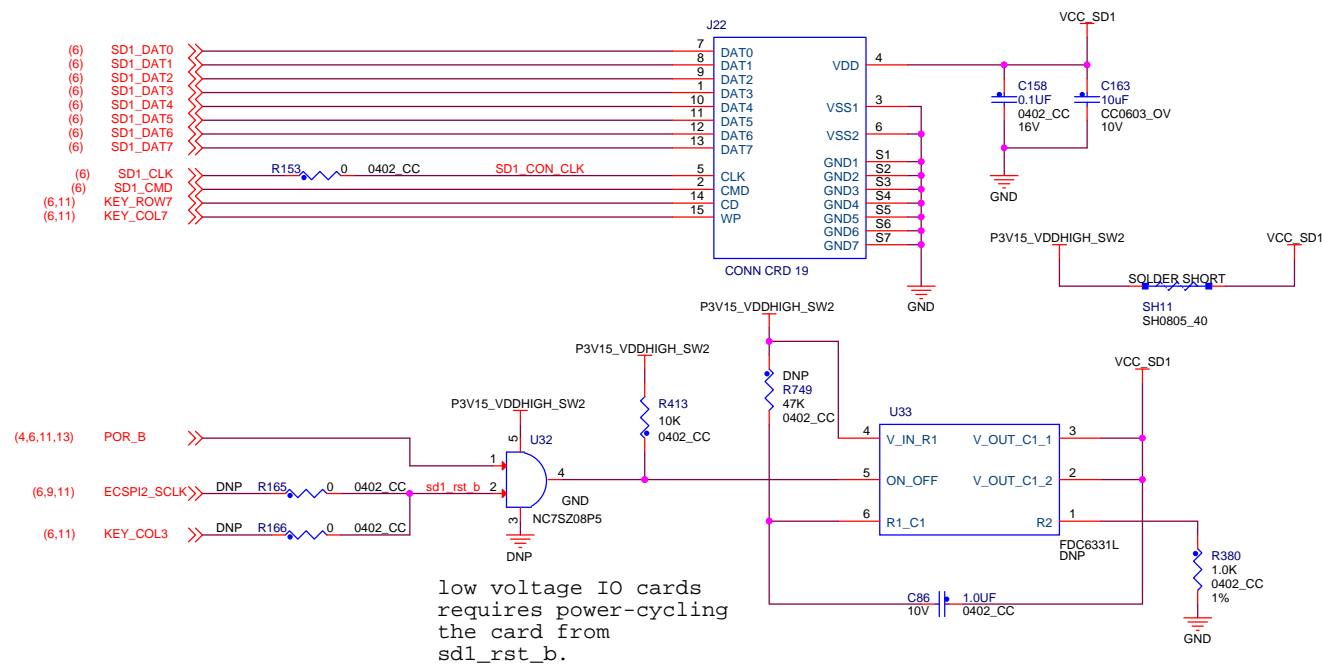 J22
VCC_SD1
(6) SD1_DAT0 7 DAT0 VDD 4
(6) SD1_DAT1 8 DAT1
(6) SD1_DAT2 9 DAT2
(6) SD1_DAT3 1 DAT3
(6) SD1_DAT4 10 DAT4 VSS1 3
(6) SD1_DAT5 11 DAT5
(6) SD1_DAT6 12 DAT6 VSS2 6
(6) SD1_DAT7 13 DAT7
C158
0.1UF
0402_CC
16V
C163
10uF
CC0603_OV
10V
GND
(6) SD1_CLK R153 0 0402_CC SD1_CON_CLK 5 CLK
(6) SD1_CMD 2 CMD
(6,11) KEY_ROW7 14 CD
(6,11) KEY_COL7 15 WP
GND1 S1
GND2 S2
GND3 S3
GND4 S4
GND5 S5
GND6 S6
GND7 S7
CONN CRD 19
GND
P3V15_VDDHIGH_SW2
VCC_SD1
SOLDER SHORT
SH11
SH0805_40
P3V15_VDDHIGH_SW2
P3V15_VDDHIGH_SW2
VCC_SD1
DNP
R749
47K
0402_CC
R413
10K
0402_CC
P3V15_VDDHIGH_SW2
U33
4 V_IN_R1 V_OUT_C1_1 3
5 ON_OFF V_OUT_C1_2 2
6 R1_C1 R2 1
FDC6331L
DNP
(4,6,11,13) POR_B
(6,9,11) ECSPI2_SCLK DNP R165 0 0402_CC sd1_rst_b
(6,11) KEY_COL3 DNP R166 0 0402_CC
5
U32
1
2
4
GND
3
NC7SZ08P5
DNP
R380
1.0K
0402_CC
1%
GND
C86
10V
1.0UF
0402_CC
low voltage IO cards
requires power-cycling
the card from
sd1_rst_b.